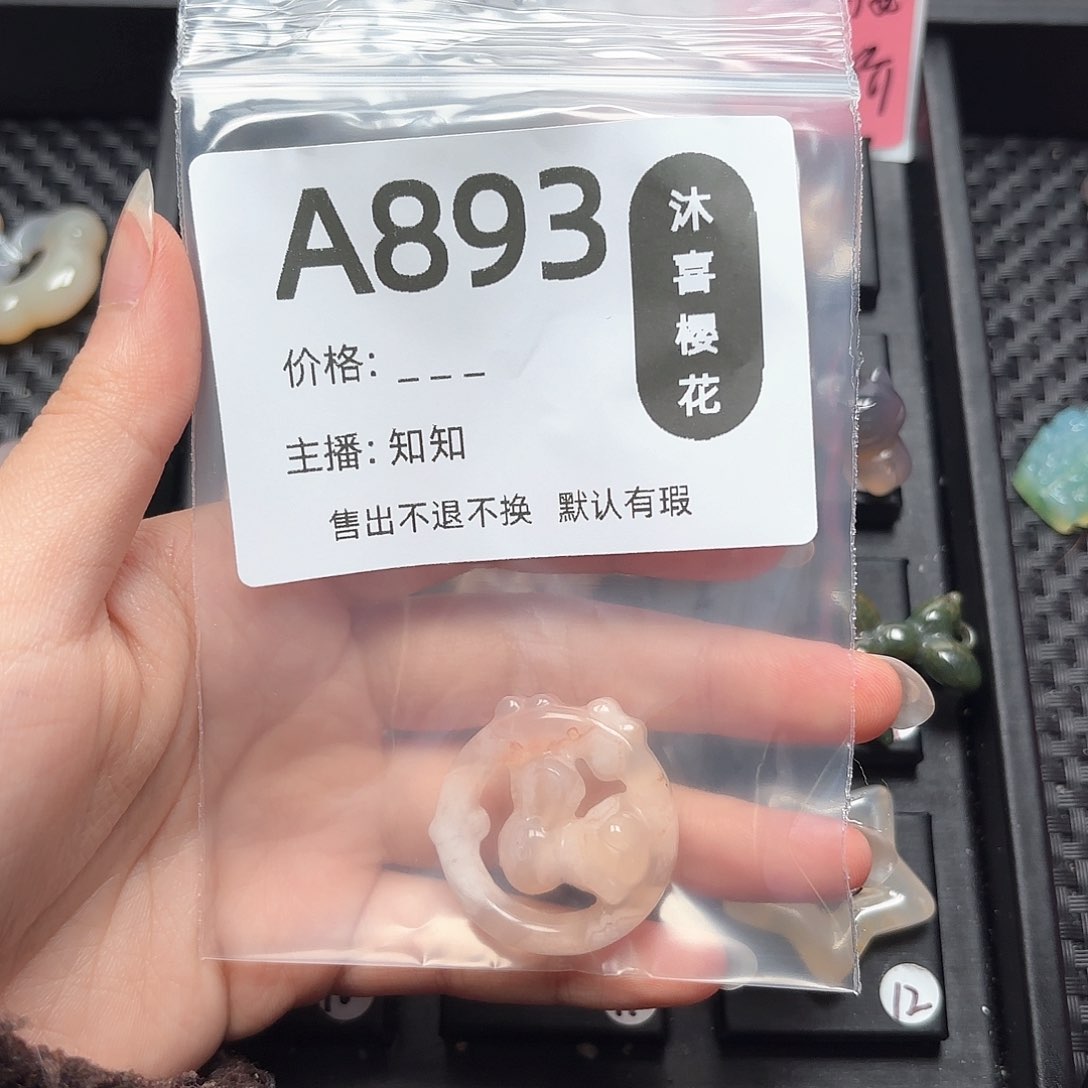 A893
沐喜樱花
价格: _ _ _
主播: 知知
售出不退不换 默认有瑕
12